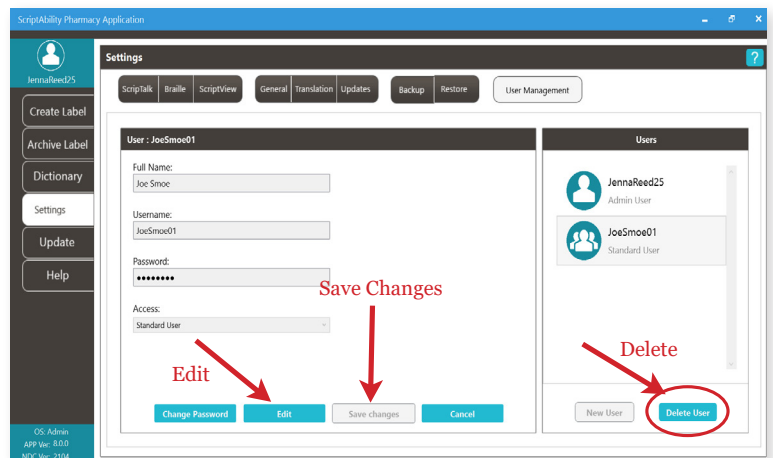 ScriptAbility Pharmacy Application
JennaReed25
Create Label
Archive Label
Dictionary
Settings
Update
Help
OS: Admin
APP Ver: 8.0.0
NDC Ver: 2104
Settings
?
ScripTalk Braille ScriptView General Translation Updates Backup Restore User Management
User : JoeSmoe01
Full Name:
Joe Smoe
Username:
JoeSmoe01
Password:
••••••••
Access:
Standard User
Save Changes
Edit
Change Password Edit Save changes Cancel
Users
JennaReed25
Admin User
JoeSmoe01
Standard User
Delete
New User Delete User